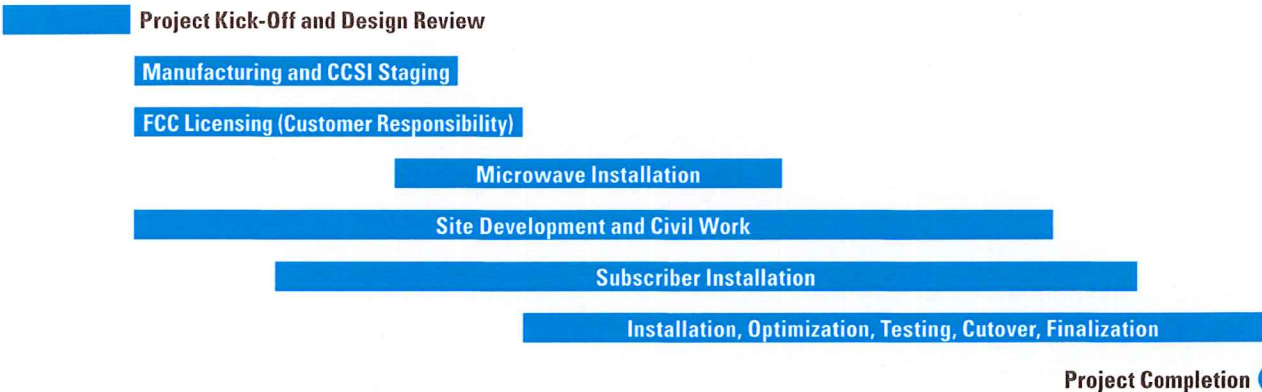 Project Kick-Off and Design Review
Manufacturing and CCSI Staging
FCC Licensing (Customer Responsibility)
Microwave Installation
Site Development and Civil Work
Subscriber Installation
Installation, Optimization, Testing, Cutover, Finalization
Project Completion